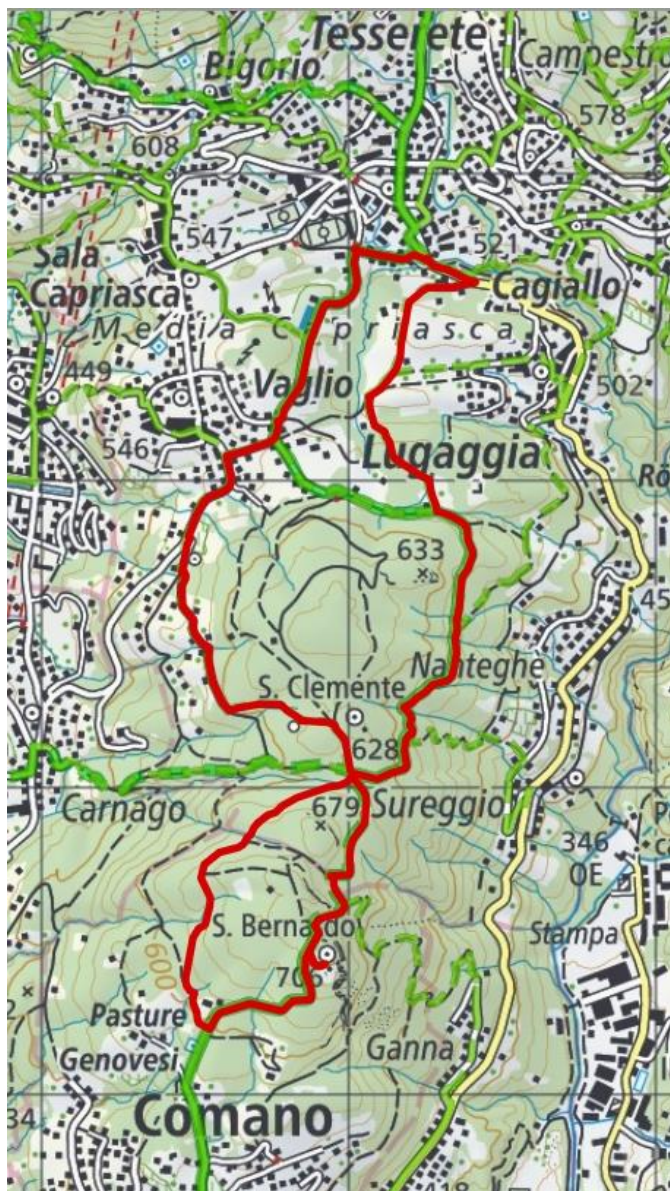 Tesserete
Campestro
Bigorio
578
608
547
521
Sala
Capriasca
Cagiallo
Media Capriasca
449
Vaglio
502
546
Lugaggia
633
Nanteghe
S. Clemente
628
Carnago
679
Sureggio
346
OE
S. Bernardo
Stampa
600
Pasture
Genovesi
Ganna
34
Comano
418